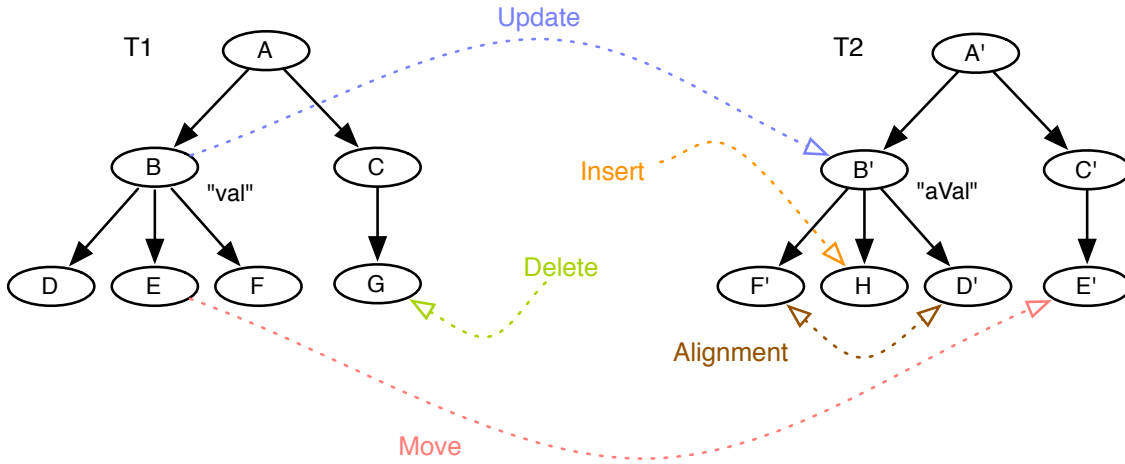 Update
T1
A
T2
A'
B
C
Insert
B'
C'
"val"
"aVal"
D
E
F
G
Delete
F'
H
D'
E'
Alignment
Move